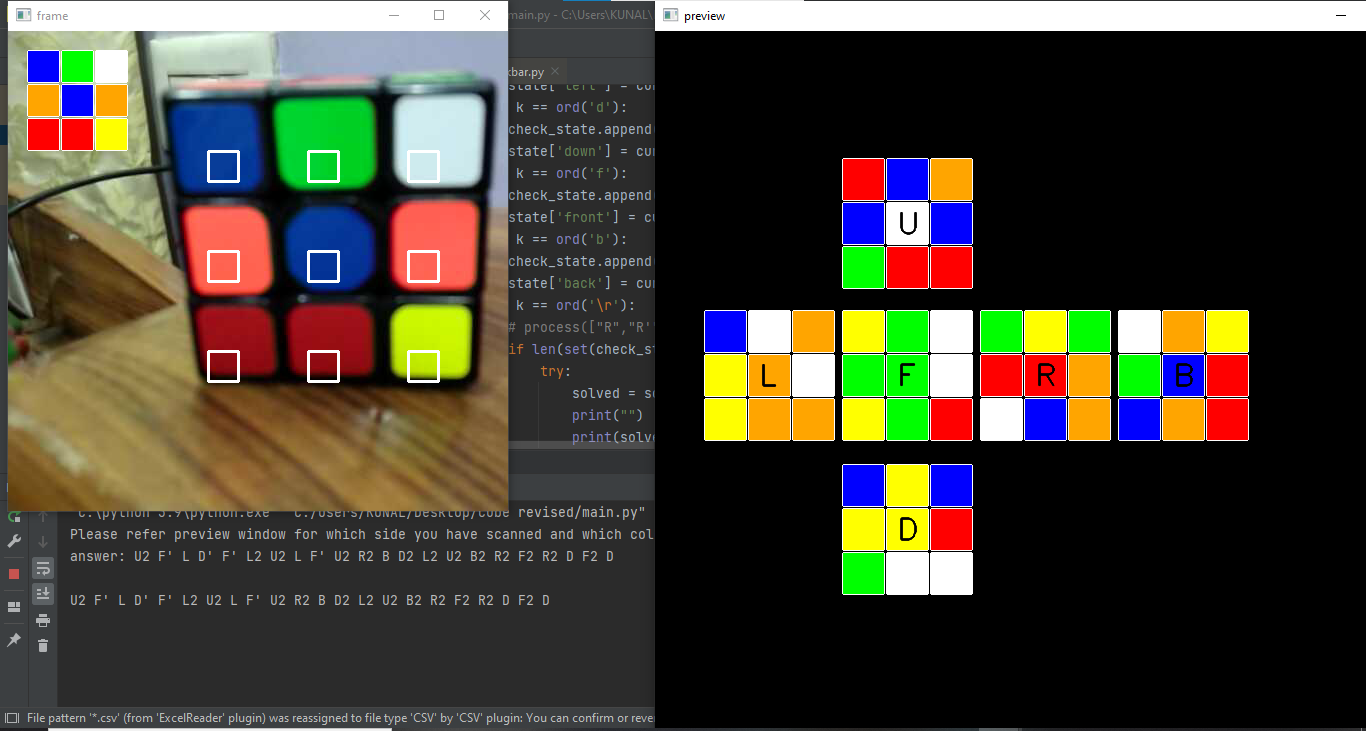 frame
main.py - C:\Users\KUNAL\
preview
kbar.py
state['left'] = cu
k == ord('d'):
check_state.append
state['down'] = cu
k == ord('f'):
check_state.append
state['front'] = c
k == ord('b'):
check_state.append
state['back'] = cu
k == ord('\r'):
# process(["R","R'
if len(set(check_st
try:
solved = s
print("")
print(solv
U
L F R B
D
"C:\python 3.9\python.exe" "C:/Users/KUNAL/Desktop/cube revised/main.py"
Please refer preview window for which side you have scanned and which col
answer: U2 F' L D' F' L2 U2 L F' U2 R2 B D2 L2 U2 B2 R2 F2 R2 D F2 D
U2 F' L D' F' L2 U2 L F' U2 R2 B D2 L2 U2 B2 R2 F2 R2 D F2 D
File pattern '*.csv' (from 'ExcelReader' plugin) was reassigned to file type 'CSV' by 'CSV' plugin: You can confirm or reve